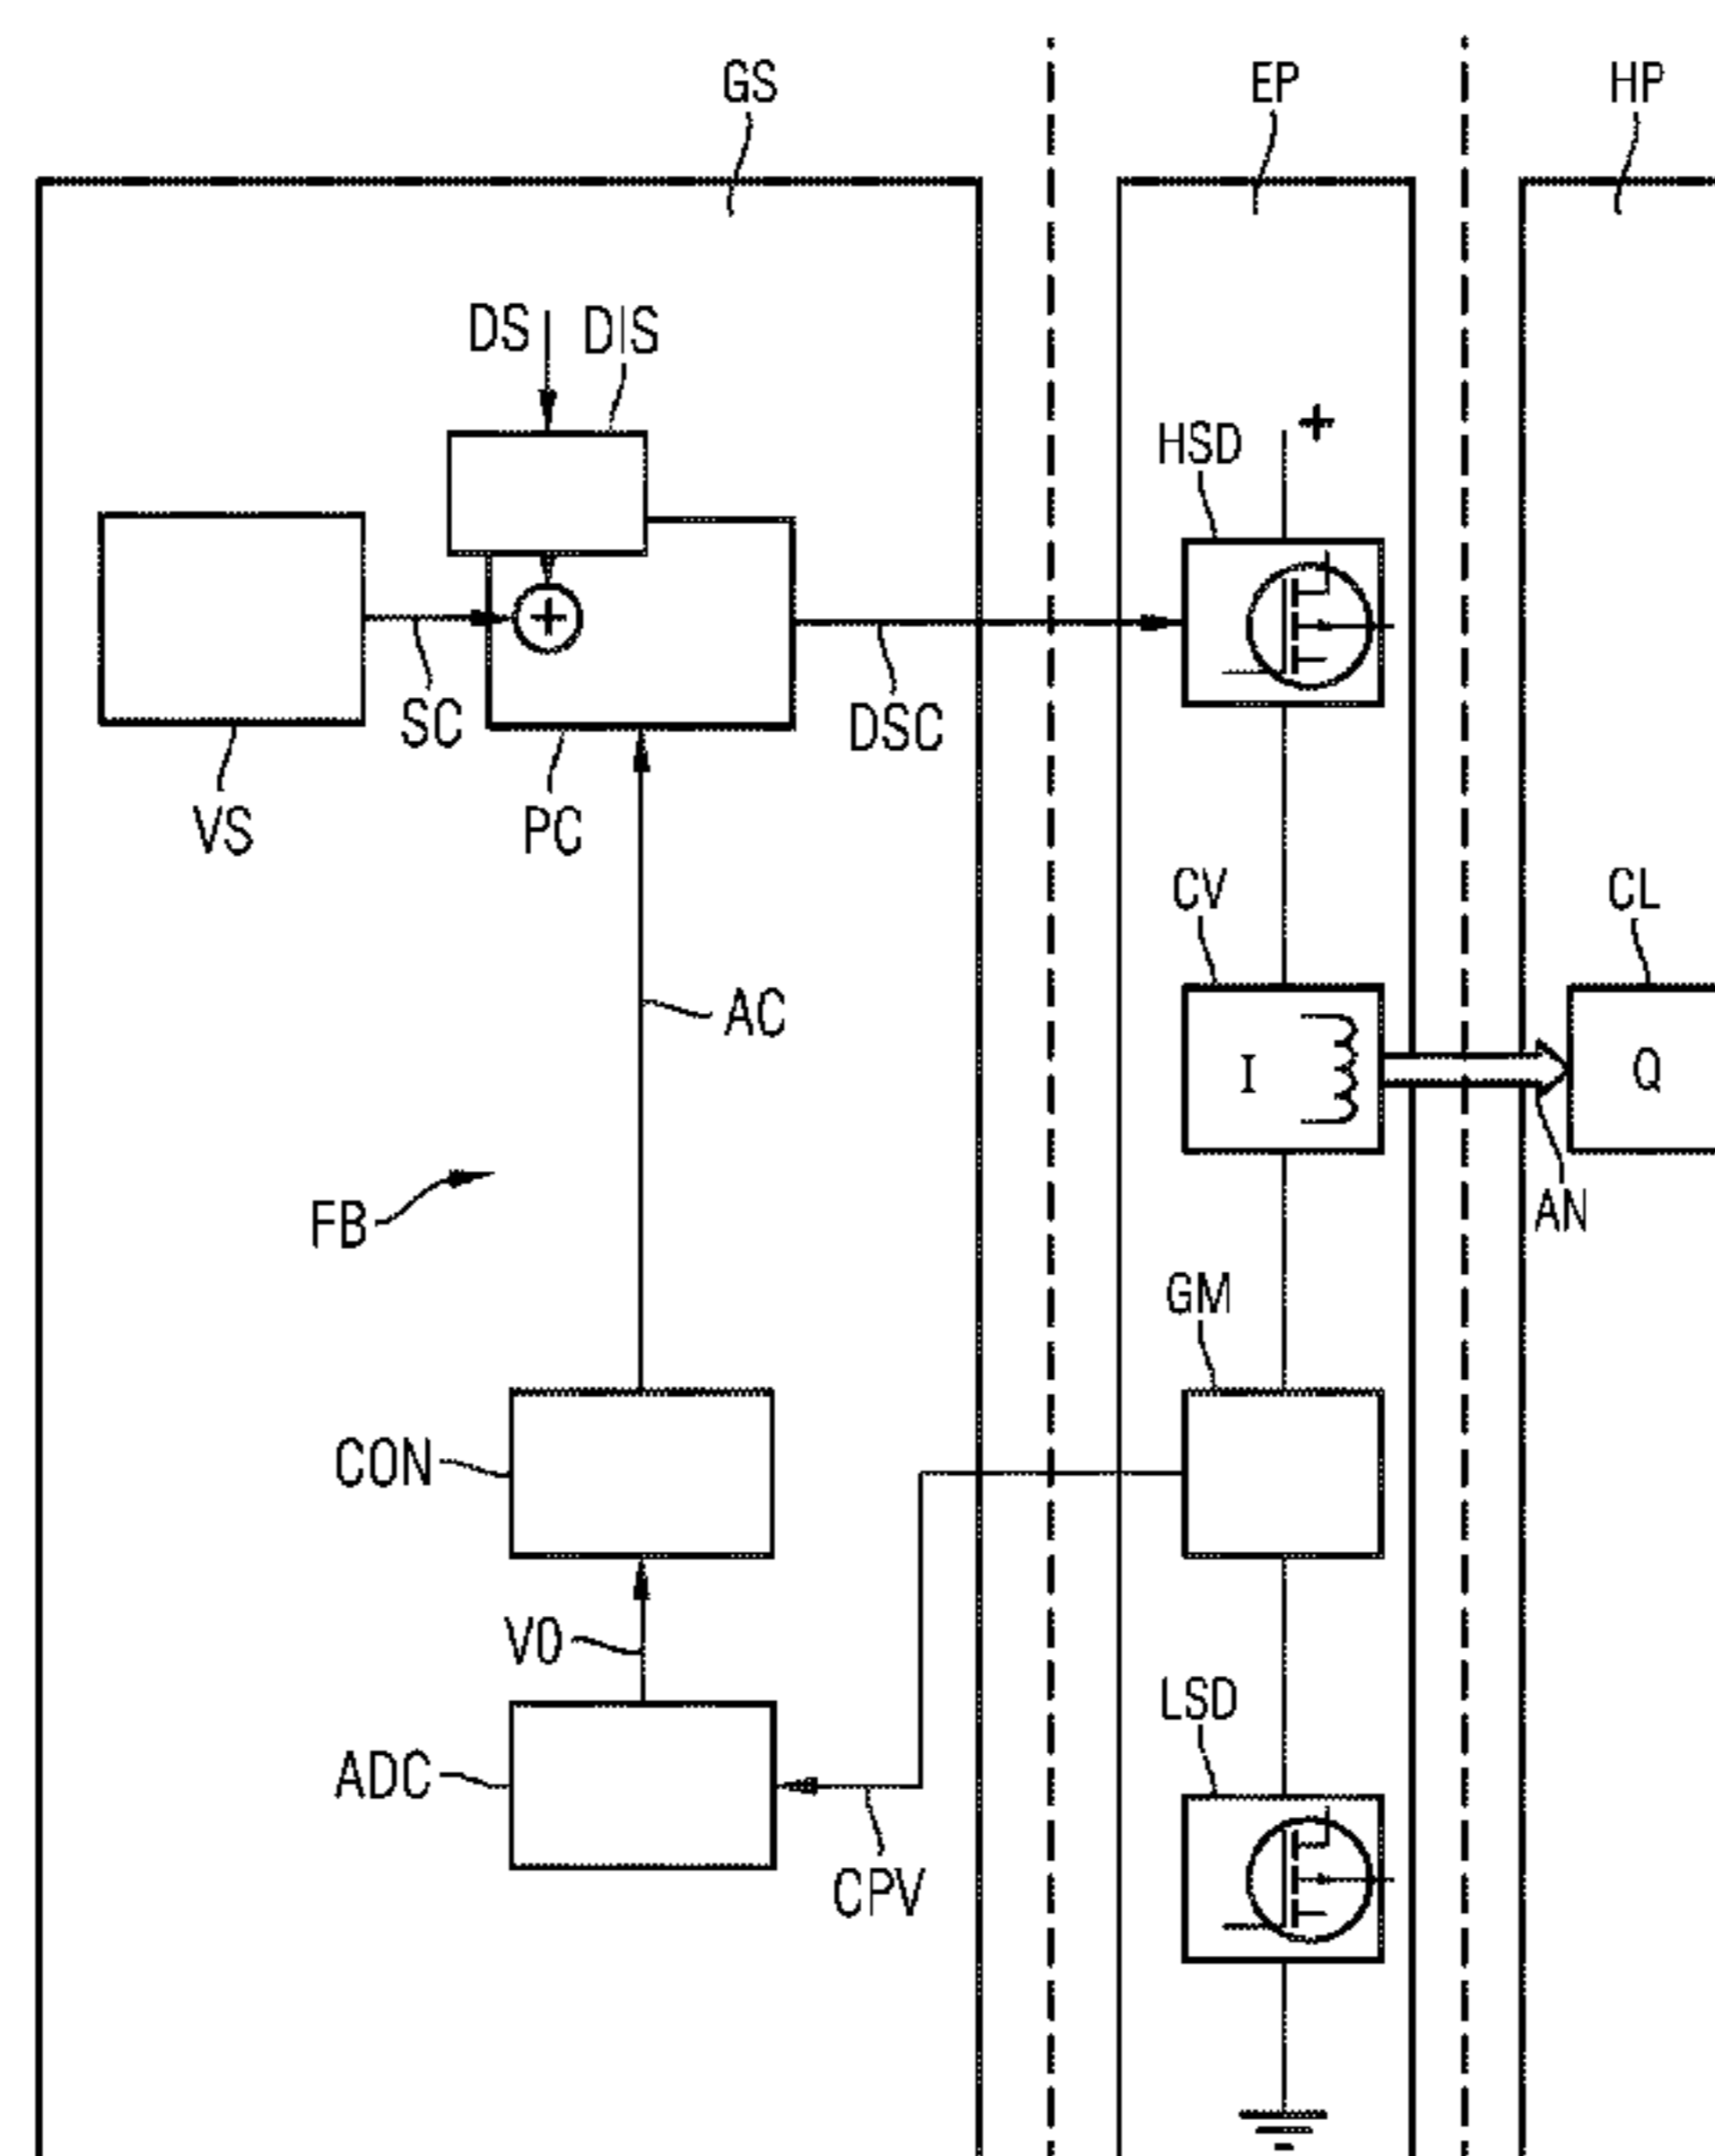 GS
EP
HP
DS
DIS
+
HSD
+
SC
DSC
VS
PC
CV
CL
AC
I
Q
FB
AN
GM
CON
VO
LSD
ADC
CPV